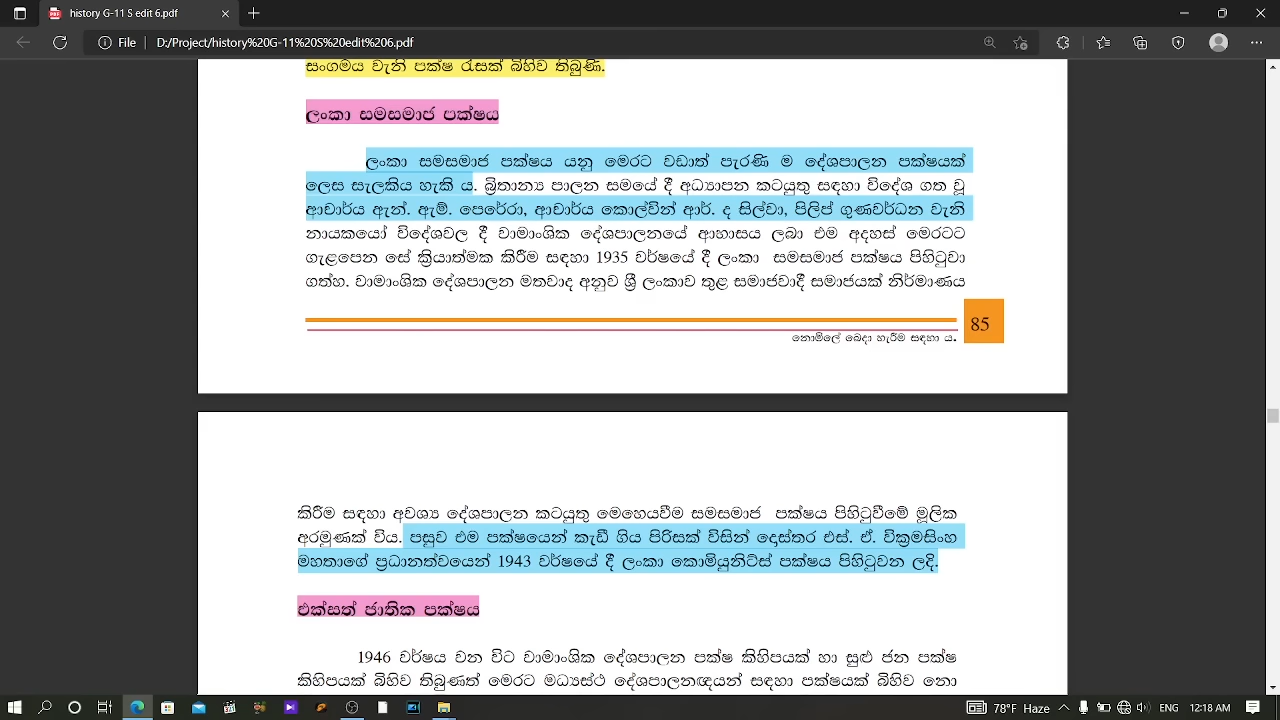 history G-11 S edit 6.pdf
File D:/Project/history%20G-11%20S%20edit%206.pdf
සංගමය වැනි පක්ෂ රැසක් බිහිව තිබුණි.
ලංකා සමසමාජ පක්ෂය
ලංකා සමසමාජ පක්ෂය යනු මෙරට වඩාත් පැරණි ම දේශපාලන පක්ෂයක්
ලෙස සැලකිය හැකි ය. බ්‍රිතාන්‍ය පාලන සමයේ දී අධ්‍යාපන කටයුතු සඳහා විදේශ ගත වූ
ආචාර්ය ඇන්. ඇම්. පෙරේරා, ආචාර්ය කොල්වින් ආර්. ද සිල්වා, පිලිප් ගුණවර්ධන වැනි
නායකයෝ විදේශවල දී වාමාංශික දේශපාලනයේ ආභාසය ලබා එම අදහස් මෙරටට
ගැළපෙන සේ ක්‍රියාත්මක කිරීම සඳහා 1935 වර්ෂයේ දී ලංකා සමසමාජ පක්ෂය පිහිටුවා
ගත්හ. වාමාංශික දේශපාලන මතවාද අනුව ශ්‍රී ලංකාව තුළ සමාජවාදී සමාජයක් නිර්මාණය
85
නොමිලේ බෙදා හැරීම සඳහා ය.
කිරීම සඳහා අවශ්‍ය දේශපාලන කටයුතු මෙහෙයවීම සමසමාජ පක්ෂය පිහිටුවීමේ මූලික
අරමුණක් විය. පසුව එම පක්ෂයෙන් කැඩී ගිය පිරිසක් විසින් දොස්තර එස්. ඒ. වික්‍රමසිංහ
මහතාගේ ප්‍රධානත්වයෙන් 1943 වර්ෂයේ දී ලංකා කොමියුනිට්ස් පක්ෂය පිහිටුවන ලදි.
එක්සත් ජාතික පක්ෂය
1946 වර්ෂය වන විට වාමාංශික දේශපාලන පක්ෂ කිහිපයක් හා සුළු ජන පක්ෂ
කිහිපයක් බිහිව තිබුණත් මෙරට මධ්‍යස්ථ දේශපාලනඥයන් සඳහා පක්ෂයක් බිහිව නො
78°F Haze ENG 12:18 AM